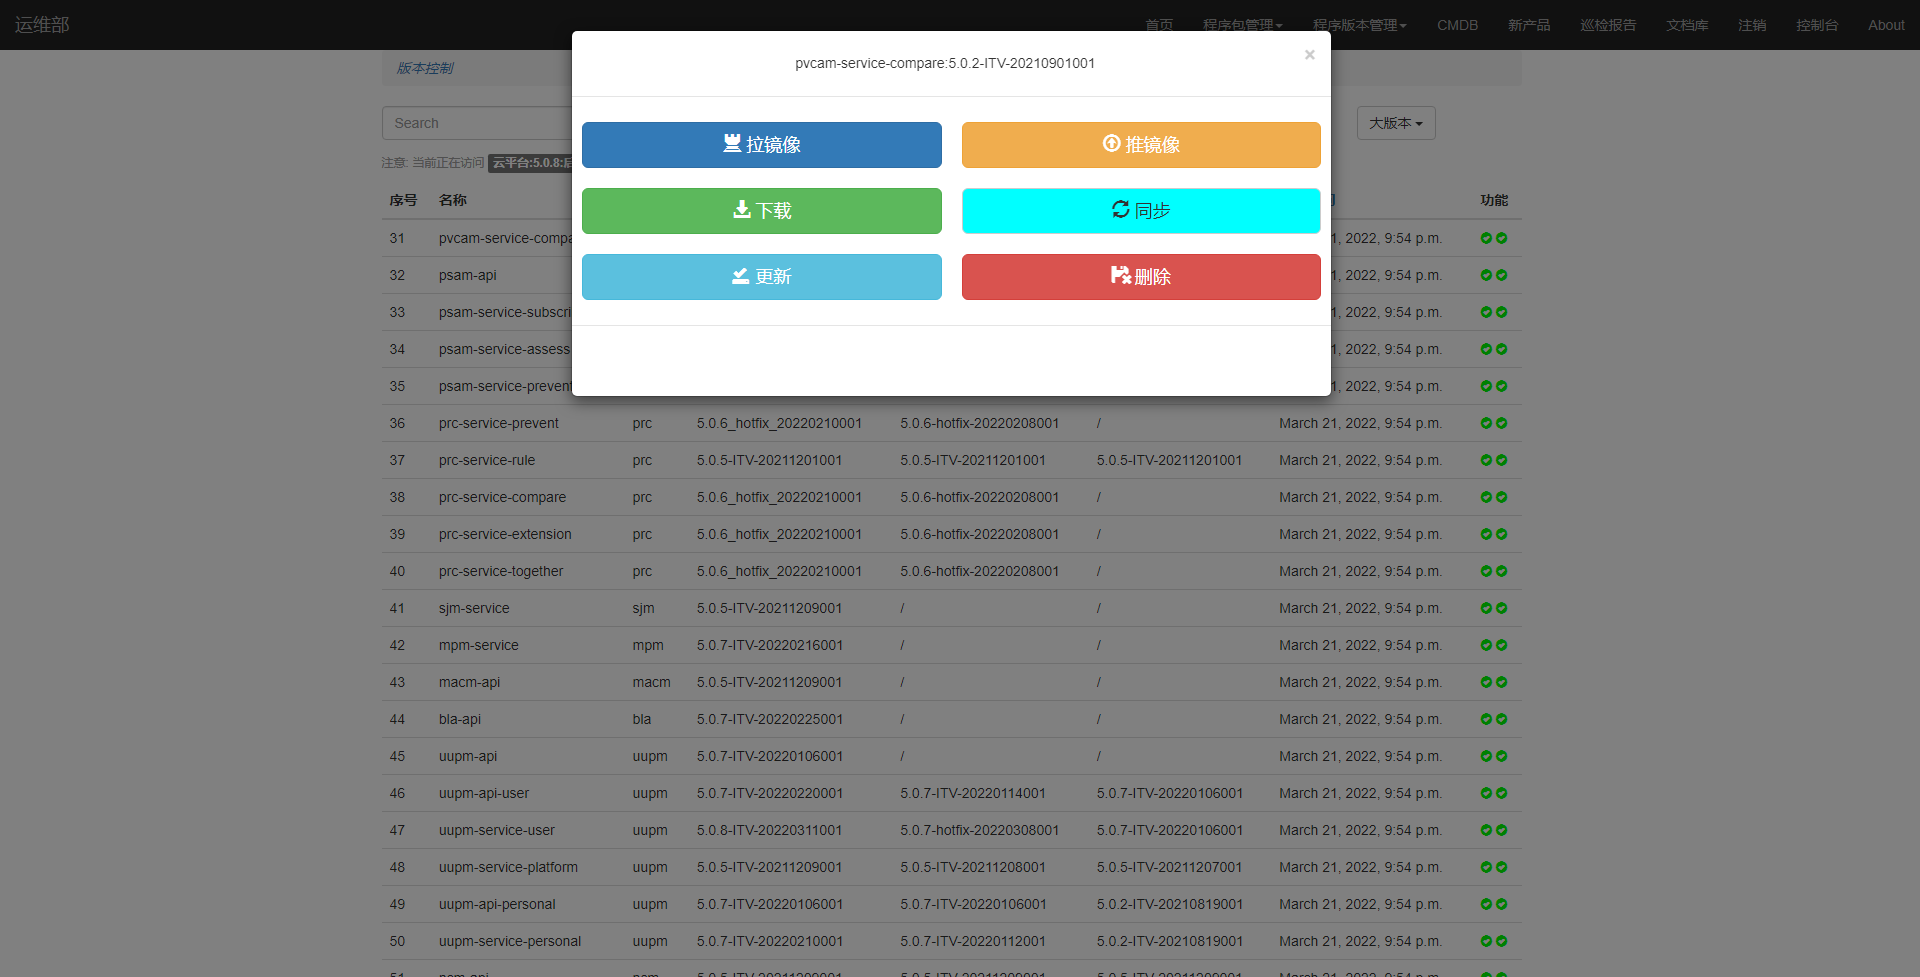 运维部 首页 程序包管理 程序版本管理 CMDB 新产品 巡检报告 文档库 注销 控制台 About
pvcam-service-compare:5.0.2-ITV-20210901001 ×
版本控制
Search 大版本
拉镜像 推镜像
注意: 当前正在访问 云平台:5.0.8:
序号 名称 功能
下载 同步
更新 删除
31 pvcam-service-compa 1, 2022, 9:54 p.m.
32 psam-api 1, 2022, 9:54 p.m.
33 psam-service-subscri 1, 2022, 9:54 p.m.
34 psam-service-assess 1, 2022, 9:54 p.m.
35 psam-service-prevent 1, 2022, 9:54 p.m.
36 prc-service-prevent prc 5.0.6_hotfix_20220210001 5.0.6-hotfix-20220208001 / March 21, 2022, 9:54 p.m.
37 prc-service-rule prc 5.0.5-ITV-20211201001 5.0.5-ITV-20211201001 5.0.5-ITV-20211201001 March 21, 2022, 9:54 p.m.
38 prc-service-compare prc 5.0.6_hotfix_20220210001 5.0.6-hotfix-20220208001 / March 21, 2022, 9:54 p.m.
39 prc-service-extension prc 5.0.6_hotfix_20220210001 5.0.6-hotfix-20220208001 / March 21, 2022, 9:54 p.m.
40 prc-service-together prc 5.0.6_hotfix_20220210001 5.0.6-hotfix-20220208001 / March 21, 2022, 9:54 p.m.
41 sjm-service sjm 5.0.5-ITV-20211209001 / / March 21, 2022, 9:54 p.m.
42 mpm-service mpm 5.0.7-ITV-20220216001 / / March 21, 2022, 9:54 p.m.
43 macm-api macm 5.0.5-ITV-20211209001 / / March 21, 2022, 9:54 p.m.
44 bla-api bla 5.0.7-ITV-20220225001 / / March 21, 2022, 9:54 p.m.
45 uupm-api uupm 5.0.7-ITV-20220106001 / / March 21, 2022, 9:54 p.m.
46 uupm-api-user uupm 5.0.7-ITV-20220220001 5.0.7-ITV-20220114001 5.0.7-ITV-20220106001 March 21, 2022, 9:54 p.m.
47 uupm-service-user uupm 5.0.8-ITV-20220311001 5.0.7-hotfix-20220308001 5.0.7-ITV-20220106001 March 21, 2022, 9:54 p.m.
48 uupm-service-platform uupm 5.0.5-ITV-20211209001 5.0.5-ITV-20211208001 5.0.5-ITV-20211207001 March 21, 2022, 9:54 p.m.
49 uupm-api-personal uupm 5.0.7-ITV-20220106001 5.0.7-ITV-20220106001 5.0.2-ITV-20210819001 March 21, 2022, 9:54 p.m.
50 uupm-service-personal uupm 5.0.7-ITV-20220210001 5.0.7-ITV-20220112001 5.0.2-ITV-20210819001 March 21, 2022, 9:54 p.m.